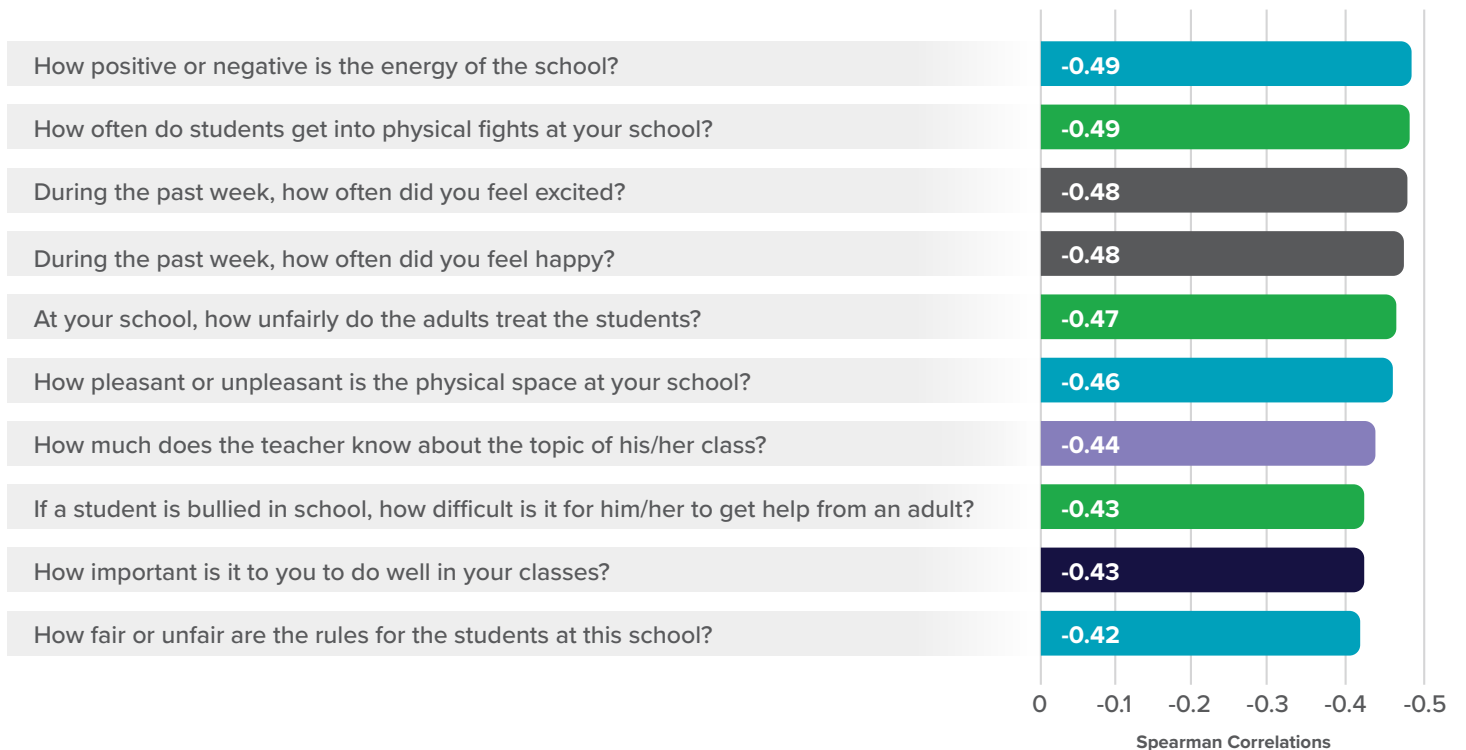 How positive or negative is the energy of the school? -0.49
How often do students get into physical fights at your school? -0.49
During the past week, how often did you feel excited? -0.48
During the past week, how often did you feel happy? -0.48
At your school, how unfairly do the adults treat the students? -0.47
How pleasant or unpleasant is the physical space at your school? -0.46
How much does the teacher know about the topic of his/her class? -0.44
If a student is bullied in school, how difficult is it for him/her to get help from an adult? -0.43
How important is it to you to do well in your classes? -0.43
How fair or unfair are the rules for the students at this school? -0.42
0 -0.1 -0.2 -0.3 -0.4 -0.5
Spearman Correlations